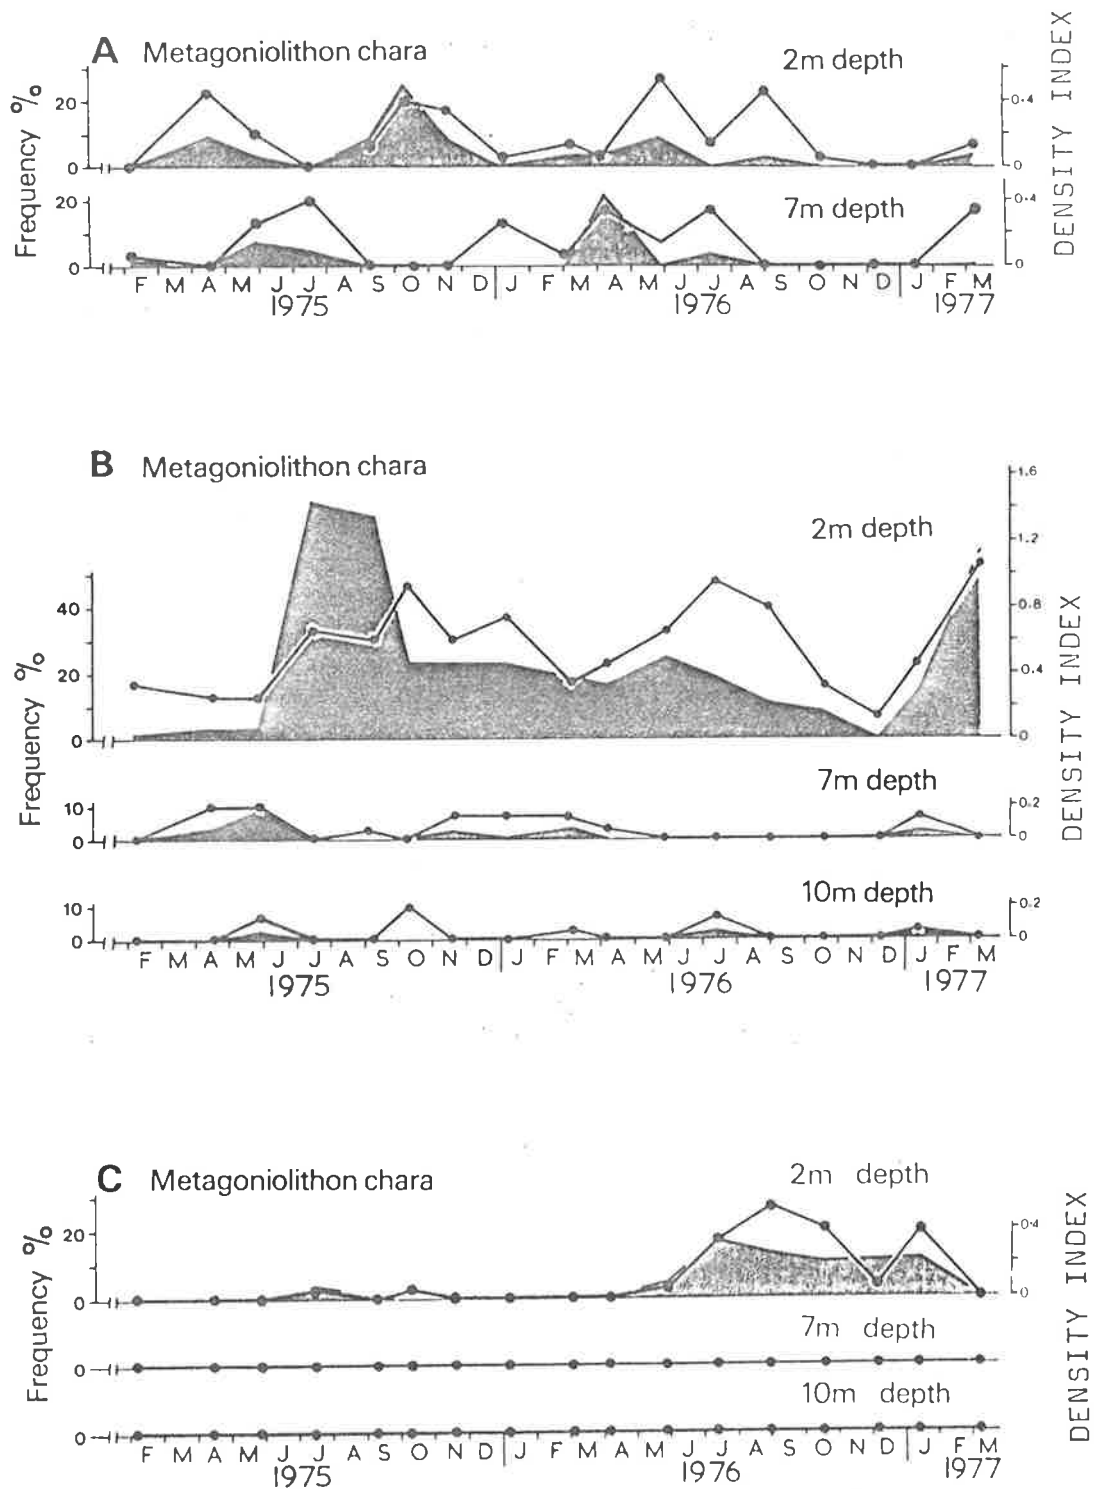 A Metagoniolithon chara
2m depth
Frequency %
20
0
0.4
0
DENSITY INDEX
7m depth
20
0
0.4
0
F M A M J J A S O N D J F M A M J J A S O N D J F M
1975 1976 1977
B Metagoniolithon chara
2m depth
Frequency %
40
20
0
1.6
1.2
0.8
0.4
0
DENSITY INDEX
7m depth
10
0
0.2
0
10m depth
10
0
0.2
0
F M A M J J A S O N D J F M A M J J A S O N D J F M
1975 1976 1977
C Metagoniolithon chara
2m depth
Frequency %
20
0
0.4
0
DENSITY INDEX
7m depth
0
10m depth
0
F M A M J J A S O N D J F M A M J J A S O N D J F M
1975 1976 1977